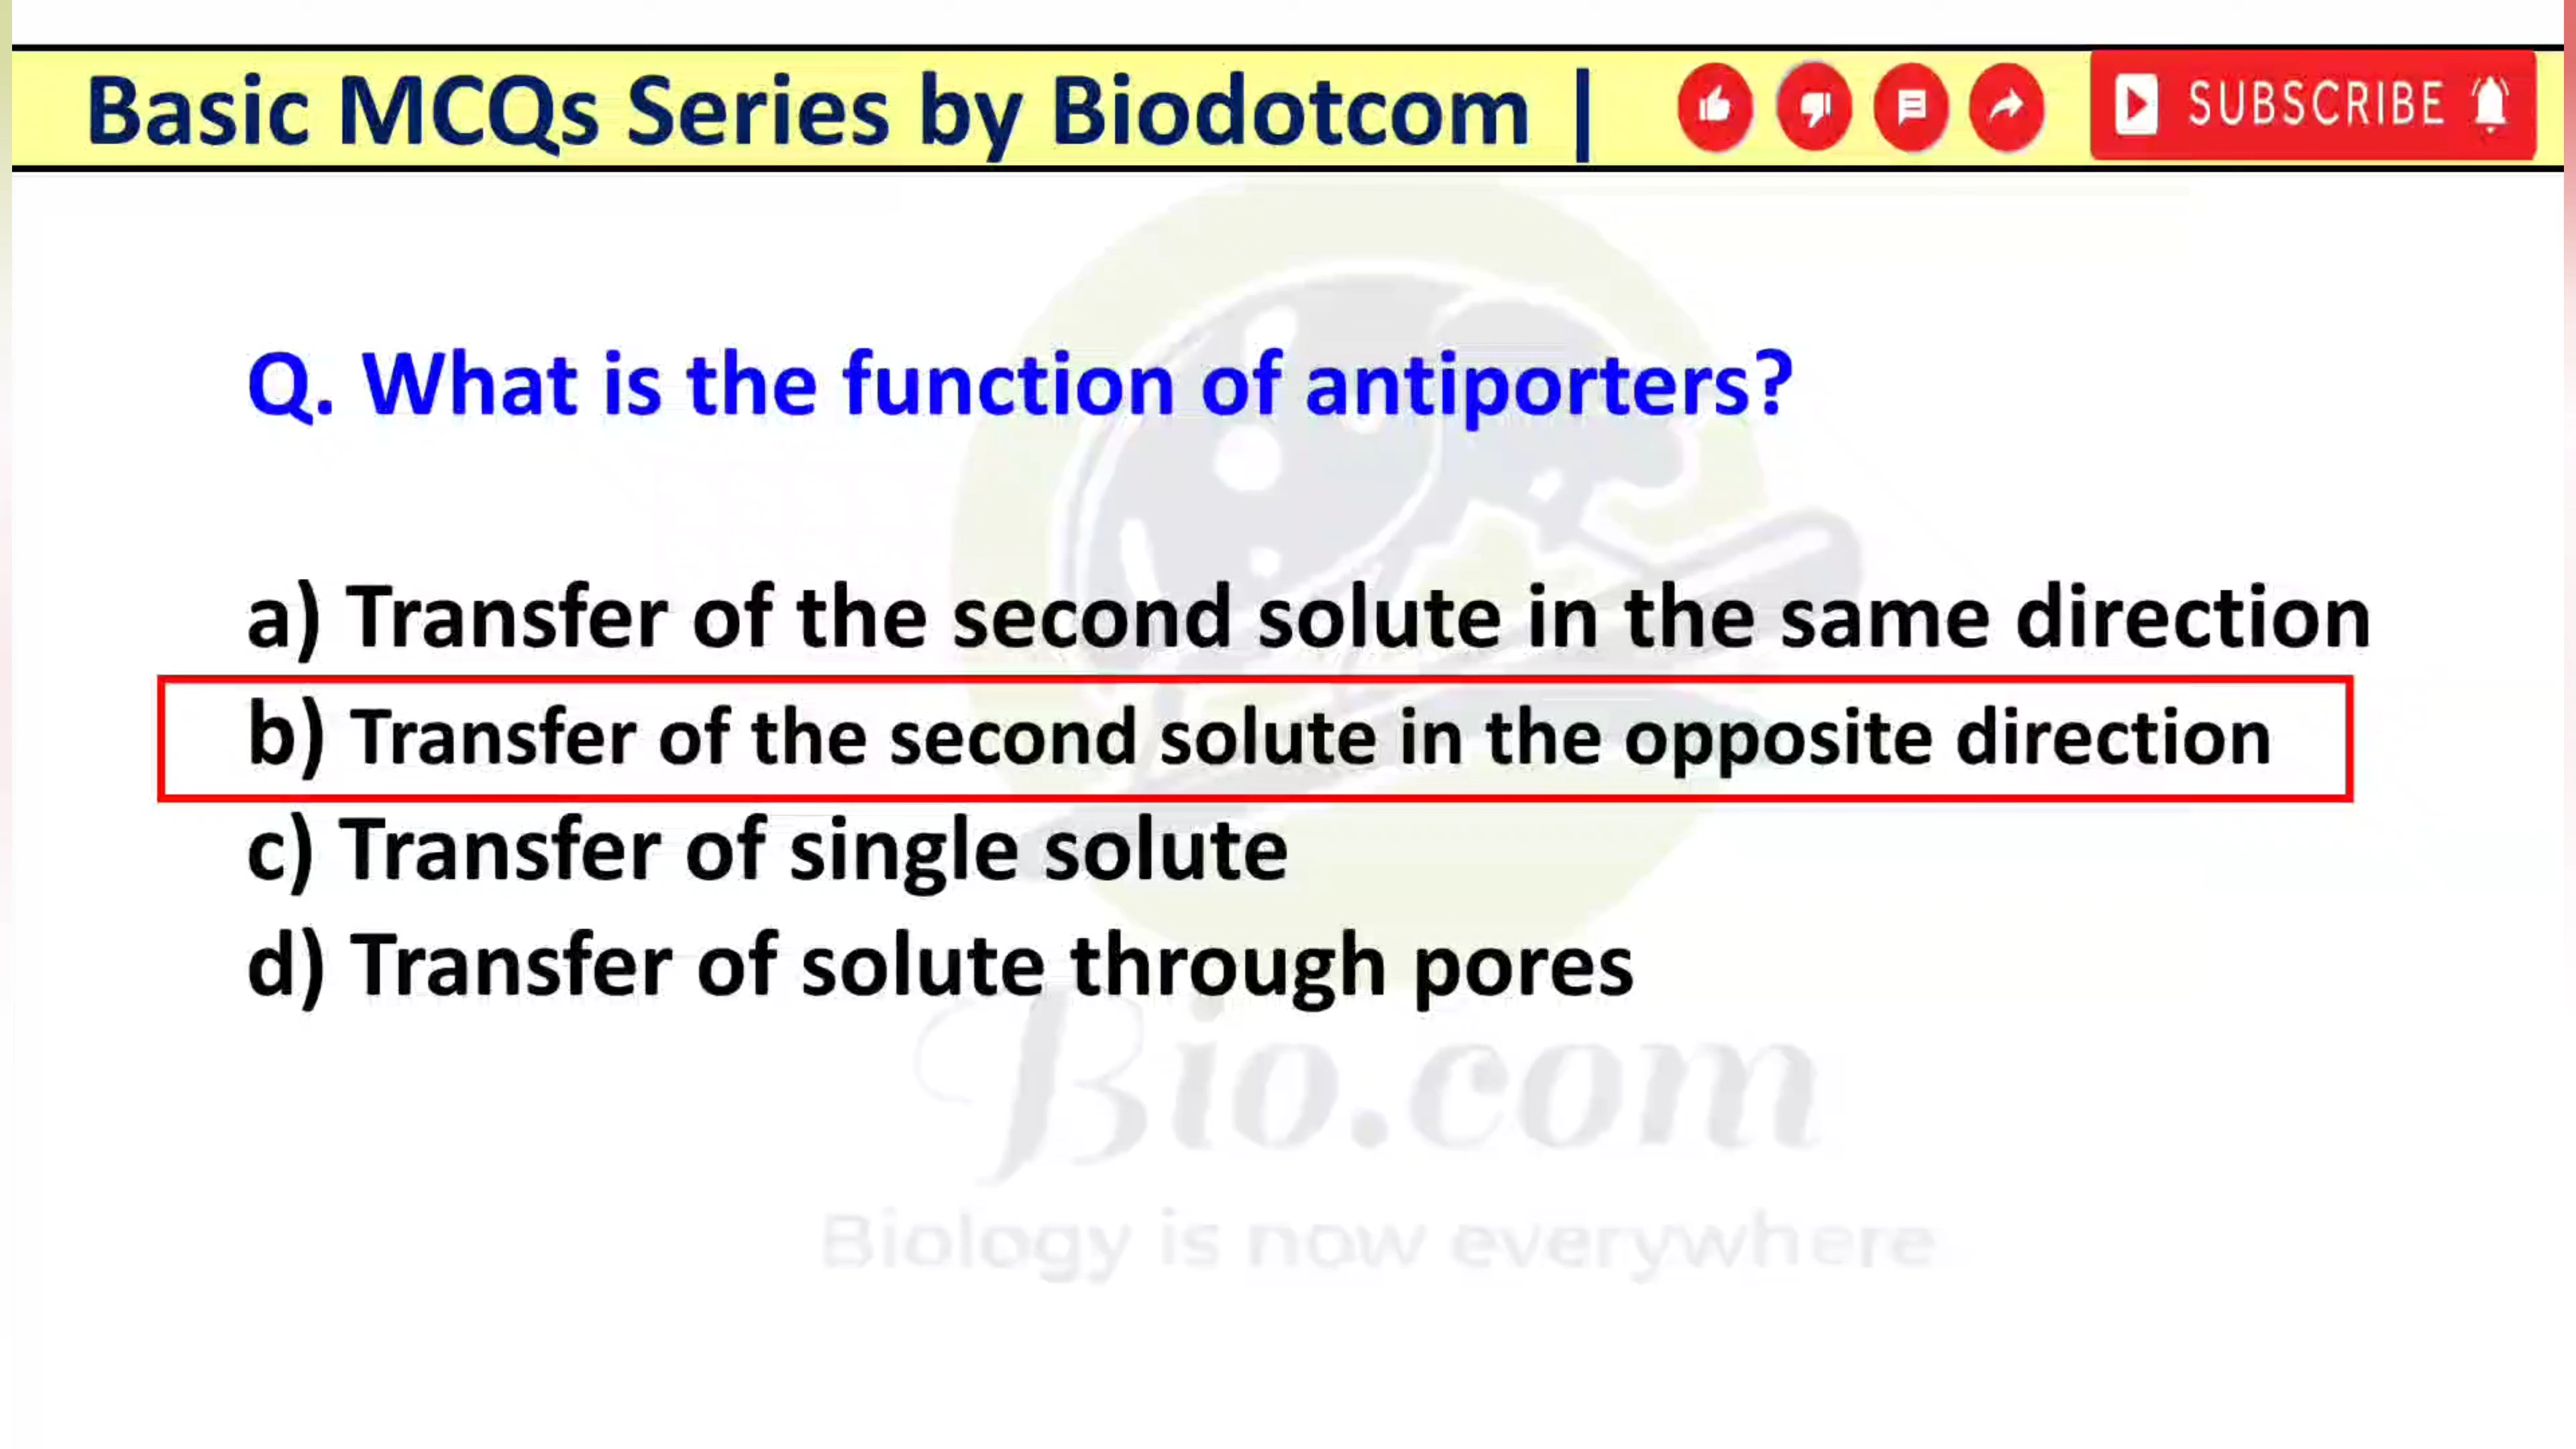 Basic MCQs Series by Biodotcom |
SUBSCRIBE
Q. What is the function of antiporters?
a) Transfer of the second solute in the same direction
b) Transfer of the second solute in the opposite direction
c) Transfer of single solute
d) Transfer of solute through pores
Bio.com
Biology is now everywhere